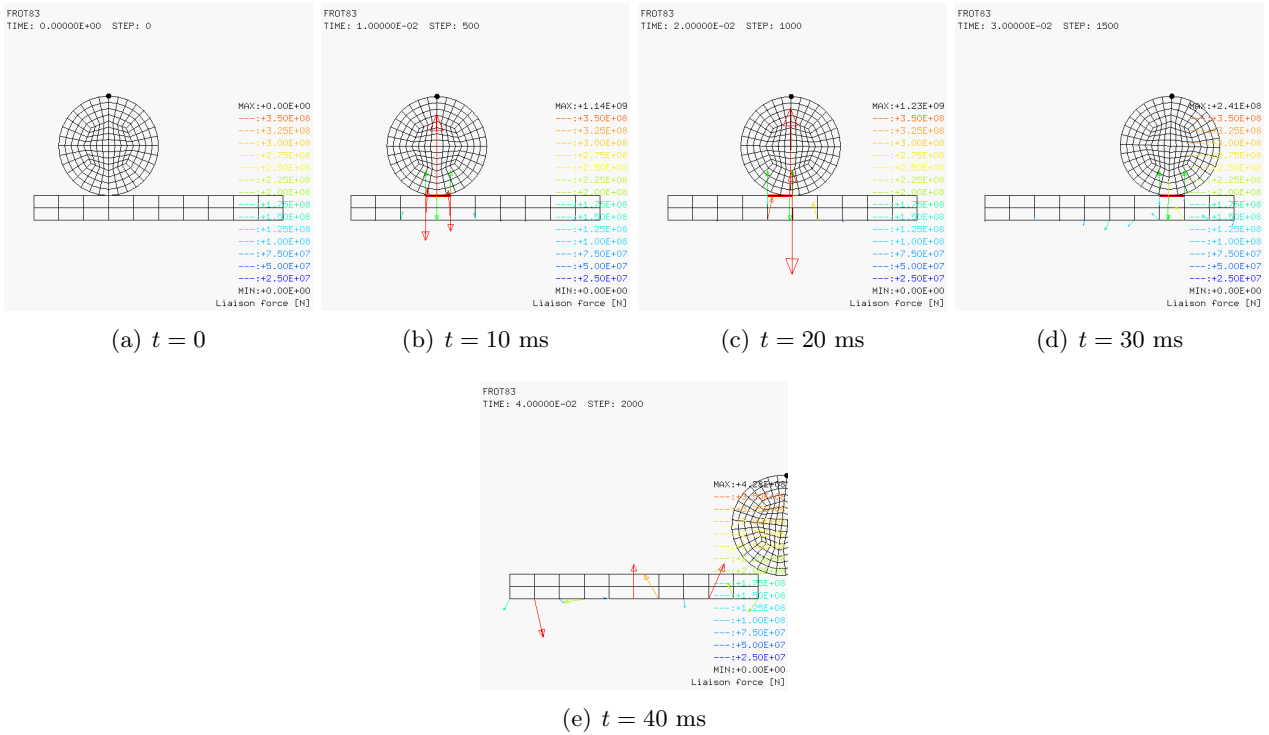 FROT83
TIME: 0.00000E+00 STEP: 0
MAX:+0.00E+00
---:+3.50E+08
---:+3.25E+08
---:+3.00E+08
---:+2.75E+08
---:+2.50E+08
---:+2.25E+08
---:+2.00E+08
---:+1.75E+08
---:+1.50E+08
---:+1.25E+08
---:+1.00E+08
---:+7.50E+07
---:+5.00E+07
---:+2.50E+07
MIN:+0.00E+00
Liaison force [N]
(a) t = 0
FROT83
TIME: 1.00000E-02 STEP: 500
MAX:+1.14E+09
---:+3.50E+08
---:+3.25E+08
---:+3.00E+08
---:+2.75E+08
---:+2.50E+08
---:+2.25E+08
---:+2.00E+08
---:+1.75E+08
---:+1.50E+08
---:+1.25E+08
---:+1.00E+08
---:+7.50E+07
---:+5.00E+07
---:+2.50E+07
MIN:+0.00E+00
Liaison force [N]
(b) t = 10 ms
FROT83
TIME: 2.00000E-02 STEP: 1000
MAX:+1.23E+09
---:+3.50E+08
---:+3.25E+08
---:+3.00E+08
---:+2.75E+08
---:+2.50E+08
---:+2.25E+08
---:+2.00E+08
---:+1.75E+08
---:+1.50E+08
---:+1.25E+08
---:+1.00E+08
---:+7.50E+07
---:+5.00E+07
---:+2.50E+07
MIN:+0.00E+00
Liaison force [N]
(c) t = 20 ms
FROT83
TIME: 3.00000E-02 STEP: 1500
MAX:+2.41E+08
---:+3.50E+08
---:+3.25E+08
---:+3.00E+08
---:+2.75E+08
---:+2.50E+08
---:+2.25E+08
---:+2.00E+08
---:+1.75E+08
---:+1.50E+08
---:+1.25E+08
---:+1.00E+08
---:+7.50E+07
---:+5.00E+07
---:+2.50E+07
MIN:+0.00E+00
Liaison force [N]
(d) t = 30 ms
FROT83
TIME: 4.00000E-02 STEP: 2000
---:+1.75E+08
---:+1.50E+08
---:+1.25E+08
---:+1.00E+08
---:+7.50E+07
---:+5.00E+07
---:+2.50E+07
MIN:+0.00E+00
Liaison force [N]
(e) t = 40 ms